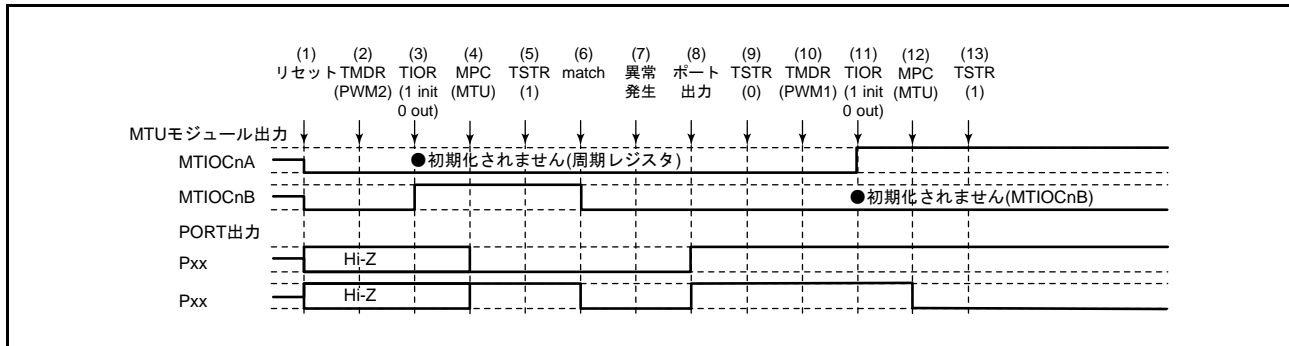 (1) (2) (3) (4) (5) (6) (7) (8) (9) (10) (11) (12) (13)
リセット TMDR TIOR MPC TSTR match 異常 ポート TSTR TMDR TIOR MPC TSTR
(PWM2) (1 init (MTU) (1) 発生 出力 (0) (PWM1) (1 init (MTU) (1)
0 out) 0 out)
MTUモジュール出力
MTIOCnA ●初期化されません(周期レジスタ)
MTIOCnB ●初期化されません(MTIOCnB)
PORT出力
Pxx Hi-Z
Pxx Hi-Z